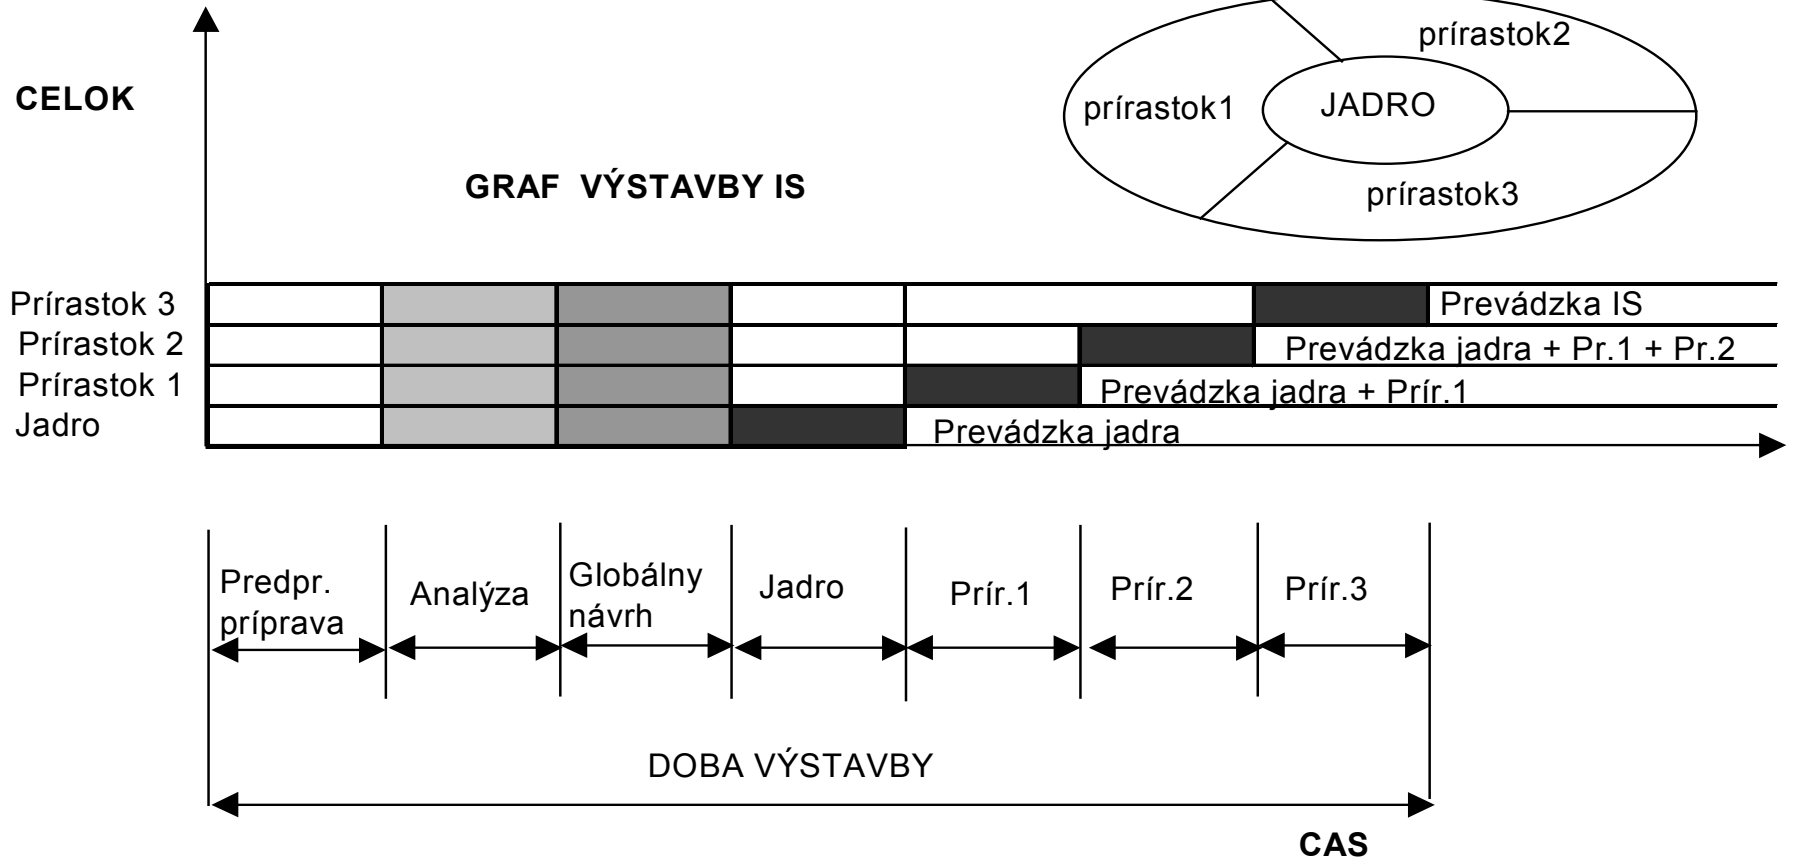 prírastok2
CELOK
prírastok1
JADRO
GRAF VÝSTAVBY IS
prírastok3
Prírastok 3
Prevádzka IS
Prírastok 2
Prevádzka jadra + Pr.1 + Pr.2
Prírastok 1
Prevádzka jadra + Prír.1
Jadro
Prevádzka jadra
Predpr.
príprava
Analýza
Globálny
návrh
Jadro
Prír.1
Prír.2
Prír.3
DOBA VÝSTAVBY
CAS